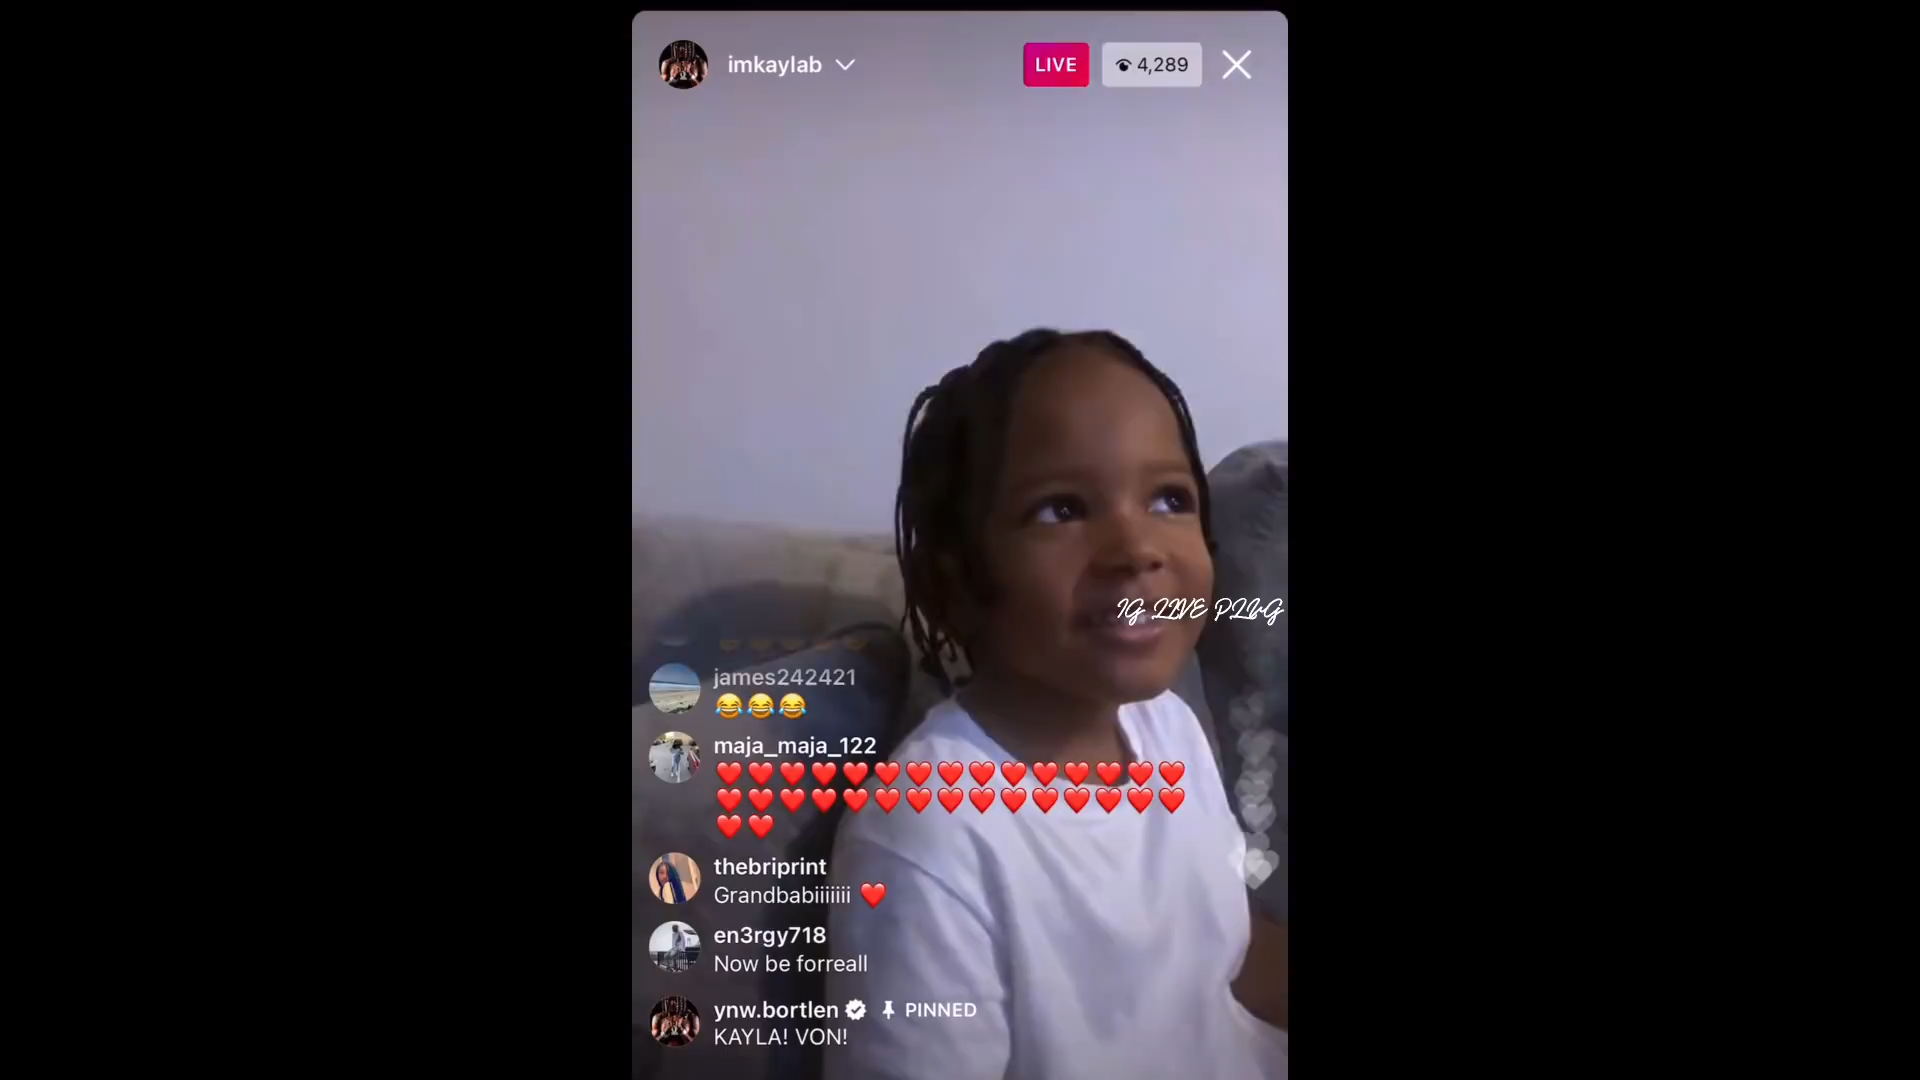 imkaylab
LIVE
4,289
IG LIVE PLUG
james242421
😂😂😂
maja_maja_122
❤️❤️❤️❤️❤️❤️❤️❤️❤️❤️❤️❤️❤️❤️❤️
❤️❤️❤️❤️❤️❤️❤️❤️❤️❤️❤️❤️❤️❤️❤️
❤️❤️
thebriprint
Grandbabiiiiiii ❤️
en3rgy718
Now be forreall
ynw.bortlen PINNED
KAYLA! VON!